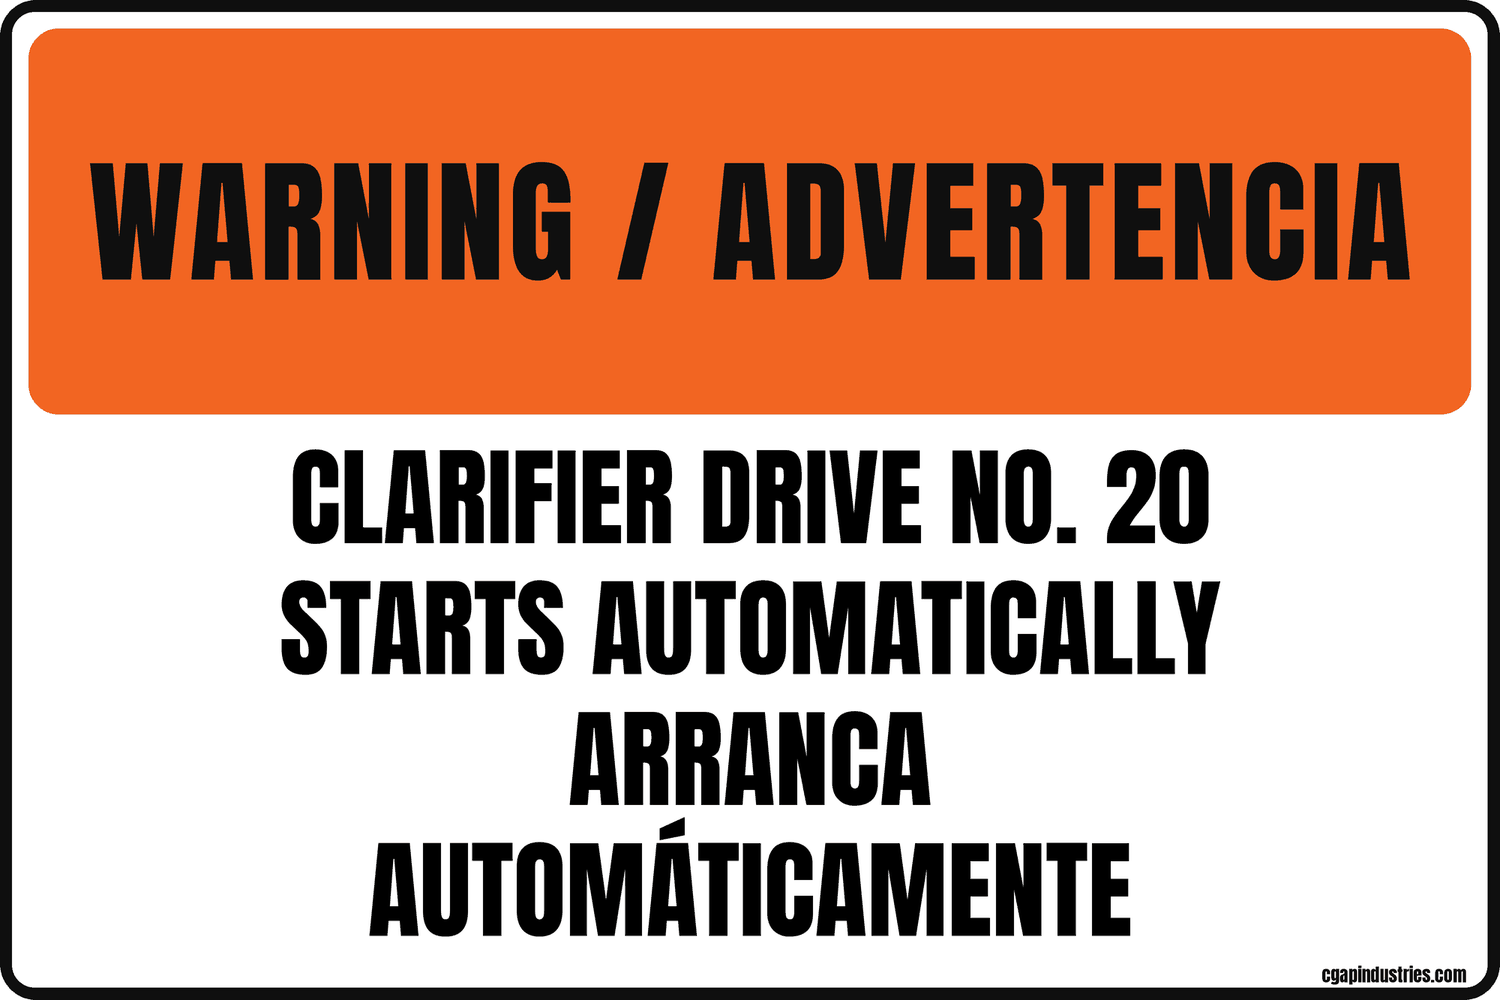 WARNING / ADVERTENCIA
CLARIFIER DRIVE NO. 20
STARTS AUTOMATICALLY
ARRANCA
AUTOMÁTICAMENTE
cgapindustries.com